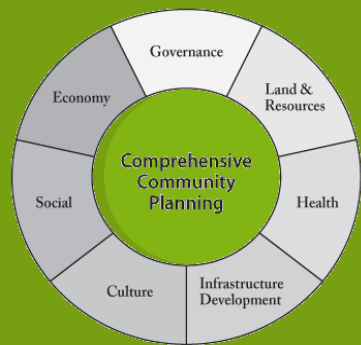 Governance
Land &
Resources
Health
Infrastructure
Development
Culture
Social
Economy
Comprehensive
Community
Planning